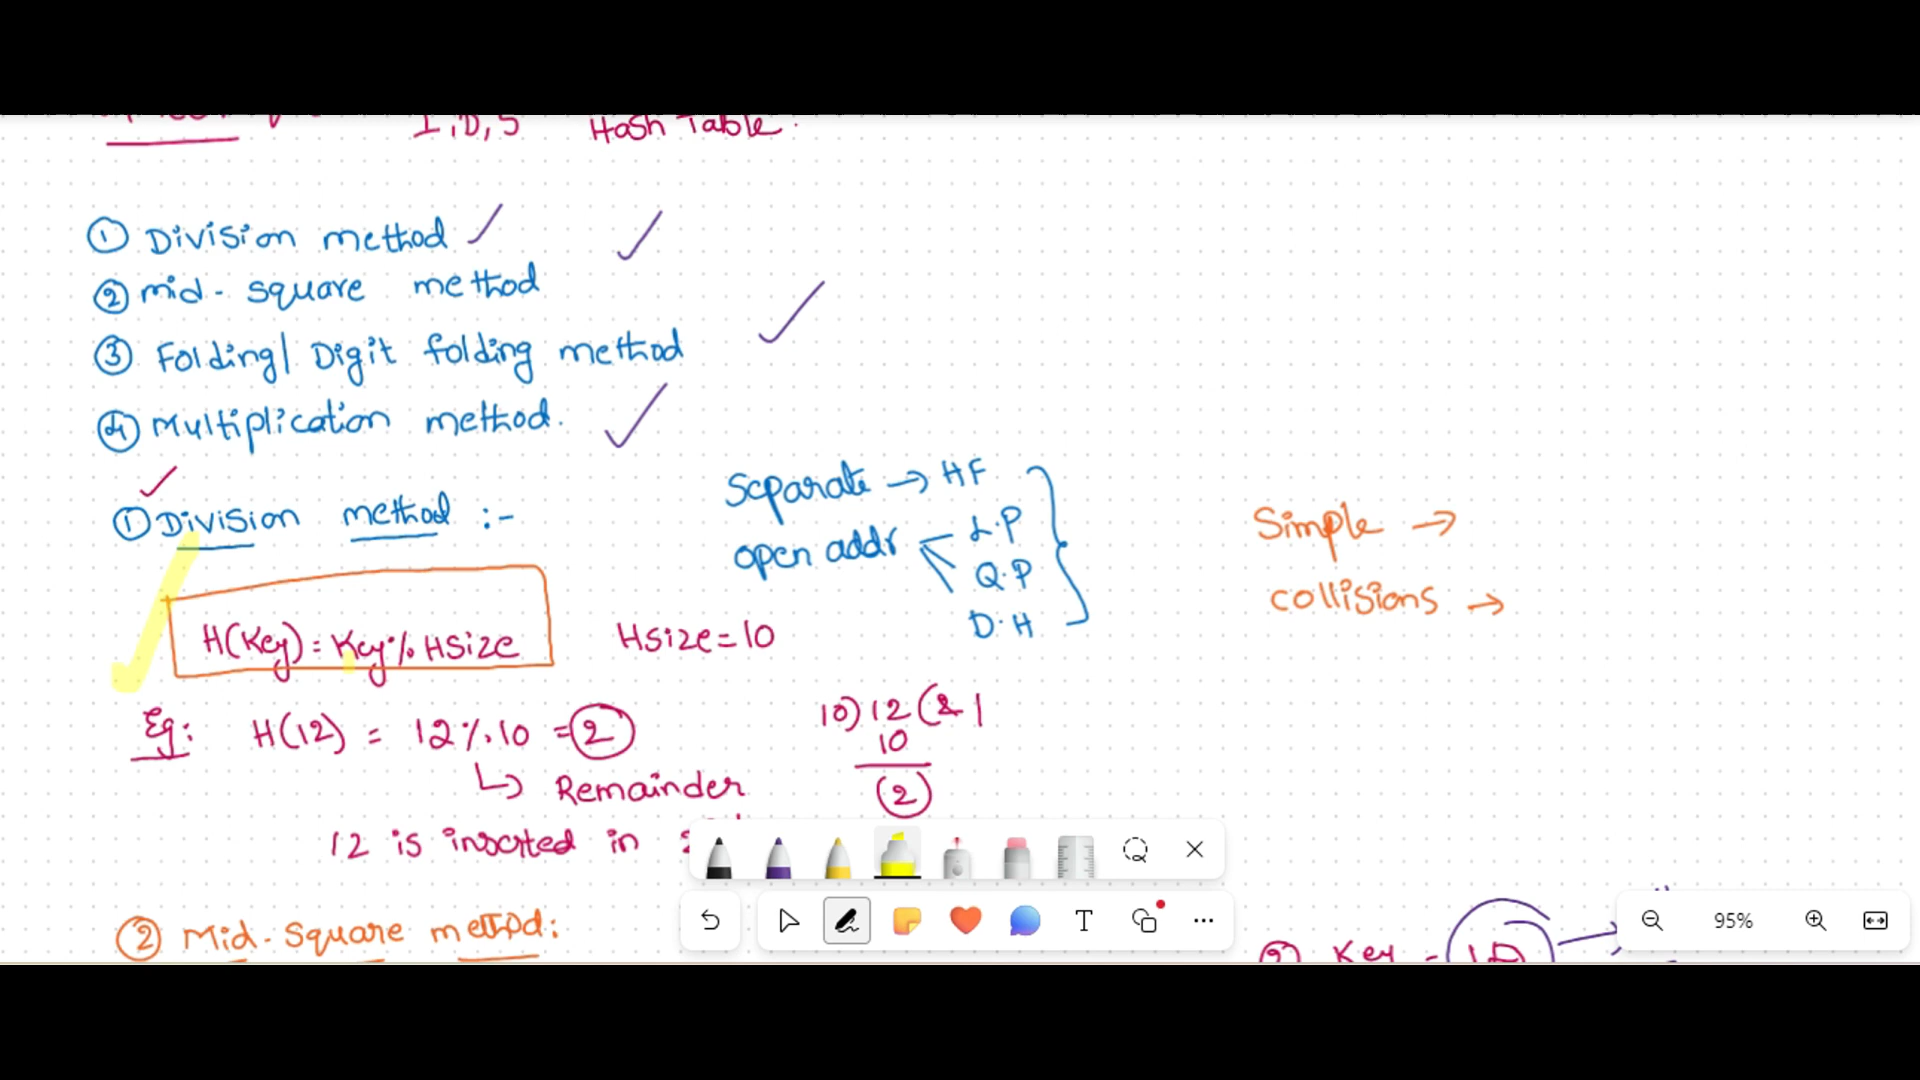 I, D, S Hash Table.
① Division method
② mid-square method
③ Folding/ Digit folding method
④ Multiplication method.
① Division method :-
Separate → HF
open addr L.P
Q.P
D.H
Simple →
collisions →
H(Key) = Key % HSize
Hsize = 10
Eg: H(12) = 12 % 10 = 2
↳ Remainder
10) 12 (
10
2
12 is inserted in
② Mid-square method:
Key -
T
95%